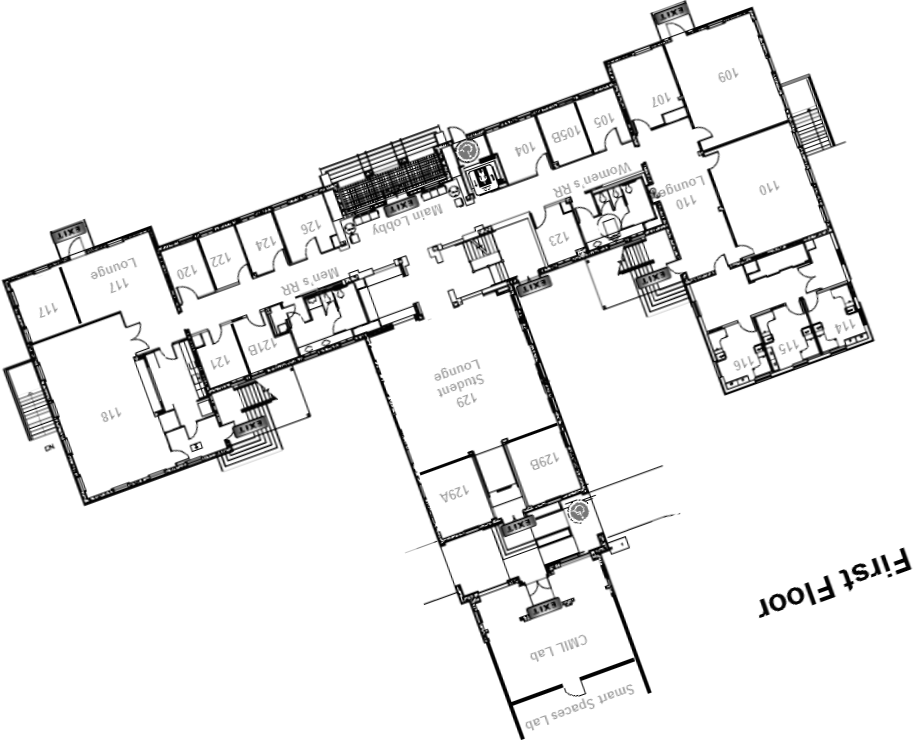 First Floor
Smart Spaces Lab
CMIL Lab
EXIT
EXIT
129B
129A
129
Student
Lounge
114
115
116
110
110
Lounge
109
107
EXIT
EXIT
EXIT
123
Women's RR
105
105B
104
Main Lobby
EXIT
Men's RR
126
124
122
120
121B
121
EXIT
118
DN
117
Lounge
117
EXIT